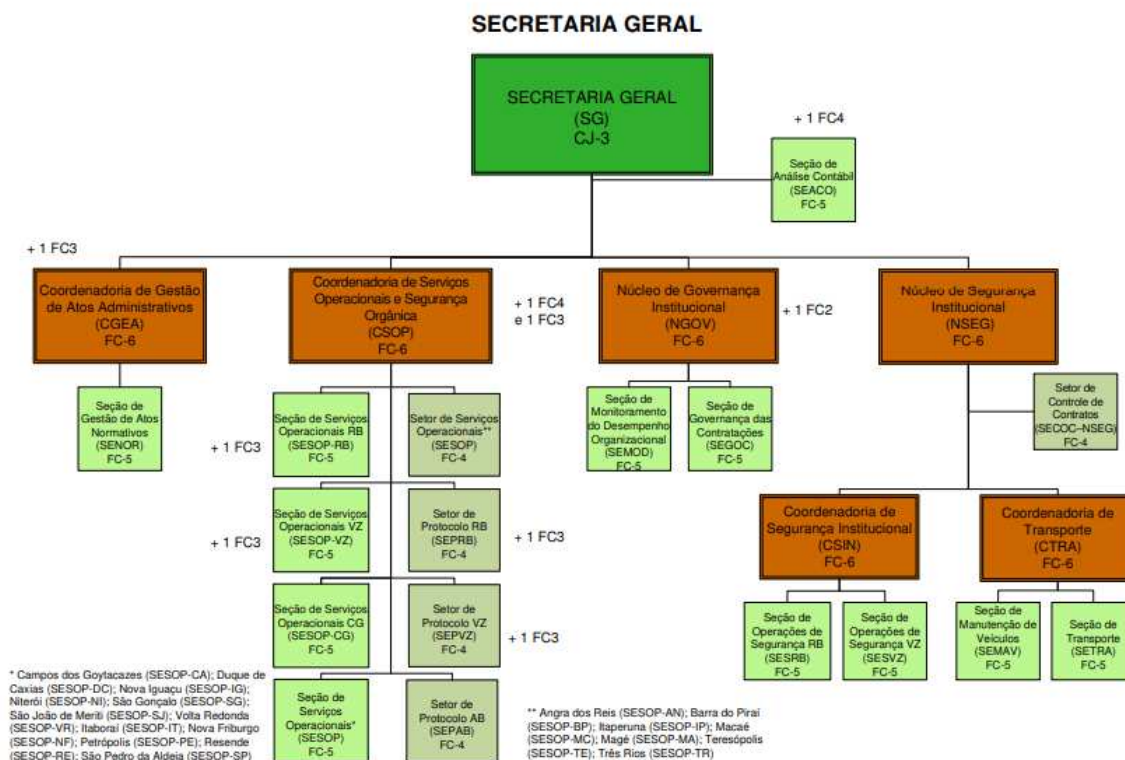 SECRETARIA GERAL
SECRETARIA GERAL
(SG)
CJ-3
+ 1 FC4
Seção de
Análise Contábil
(SEACO)
FC-5
+ 1 FC3
Coordenadoria de Gestão
de Atos Administrativos
(CGEA)
FC-6
Coordenadoria de Serviços
Operacionais e Segurança
Orgânica
(CSOP)
FC-6
+ 1 FC4
e 1 FC3
Núcleo de Governança
Institucional
(NGOV)
FC-6
+ 1 FC2
Núcleo de Segurança
Institucional
(NSEG)
FC-6
Seção de
Gestão de Atos
Normativos
(SENOR)
FC-5
+ 1 FC3
Seção de Serviços
Operacionais RB
(SESOP-RB)
FC-5
Setor de Serviços
Operacionais**
(SESOP)
FC-4
Seção de
Monitoramento
do Desempenho
Organizacional
(SEMOD)
FC-5
Seção de
Governança das
Contratações
(SEGOC)
FC-5
Setor de
Controle de
Contratos
(SECOC–NSEG)
FC-4
+ 1 FC3
Seção de Serviços
Operacionais VZ
(SESOP-VZ)
FC-5
Setor de
Protocolo RB
(SEPRB)
FC-4
+ 1 FC3
Coordenadoria de
Segurança Institucional
(CSIN)
FC-6
Coordenadoria de
Transporte
(CTRA)
FC-6
Seção de Serviços
Operacionais CG
(SESOP-CG)
FC-5
Setor de
Protocolo VZ
(SEPVZ)
FC-4
+ 1 FC3
Seção de
Operações de
Segurança RB
(SESRB)
FC-5
Seção de
Operações de
Segurança VZ
(SESVZ)
FC-5
Seção de
Manutenção de
Veículos
(SEMAV)
FC-5
Seção de
Transporte
(SETRA)
FC-5
Seção de
Serviços
Operacionais*
(SESOP)
FC-5
Setor de
Protocolo AB
(SEPAB)
FC-4
* Campos dos Goytacazes (SESOP-CA); Duque de
Caxias (SESOP-DC); Nova Iguaçu (SESOP-IG);
Niterói (SESOP-NI); São Gonçalo (SESOP-SG);
São João de Meriti (SESOP-SJ); Volta Redonda
(SESOP-VR); Itaboraí (SESOP-IT); Nova Friburgo
(SESOP-NF); Petrópolis (SESOP-PE); Resende
(SESOP-RE); São Pedro da Aldeia (SESOP-SP)
** Angra dos Reis (SESOP-AN); Barra do Piraí
(SESOP-BP); Itaperuna (SESOP-IP); Macaé
(SESOP-MC); Magé (SESOP-MA); Teresópolis
(SESOP-TE); Três Rios (SESOP-TR)